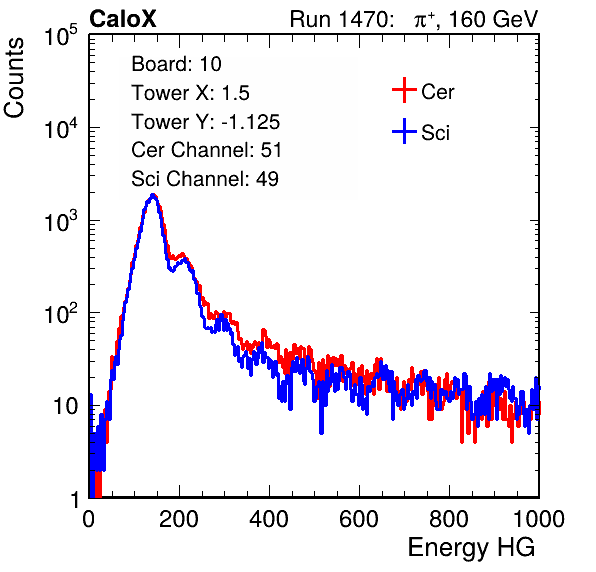 CaloX Run 1470: π⁺, 160 GeV
Counts
10⁵
10⁴
10³
10²
10
1
Board: 10
Tower X: 1.5
Tower Y: -1.125
Cer Channel: 51
Sci Channel: 49
Cer
Sci
0 200 400 600 800 1000
Energy HG